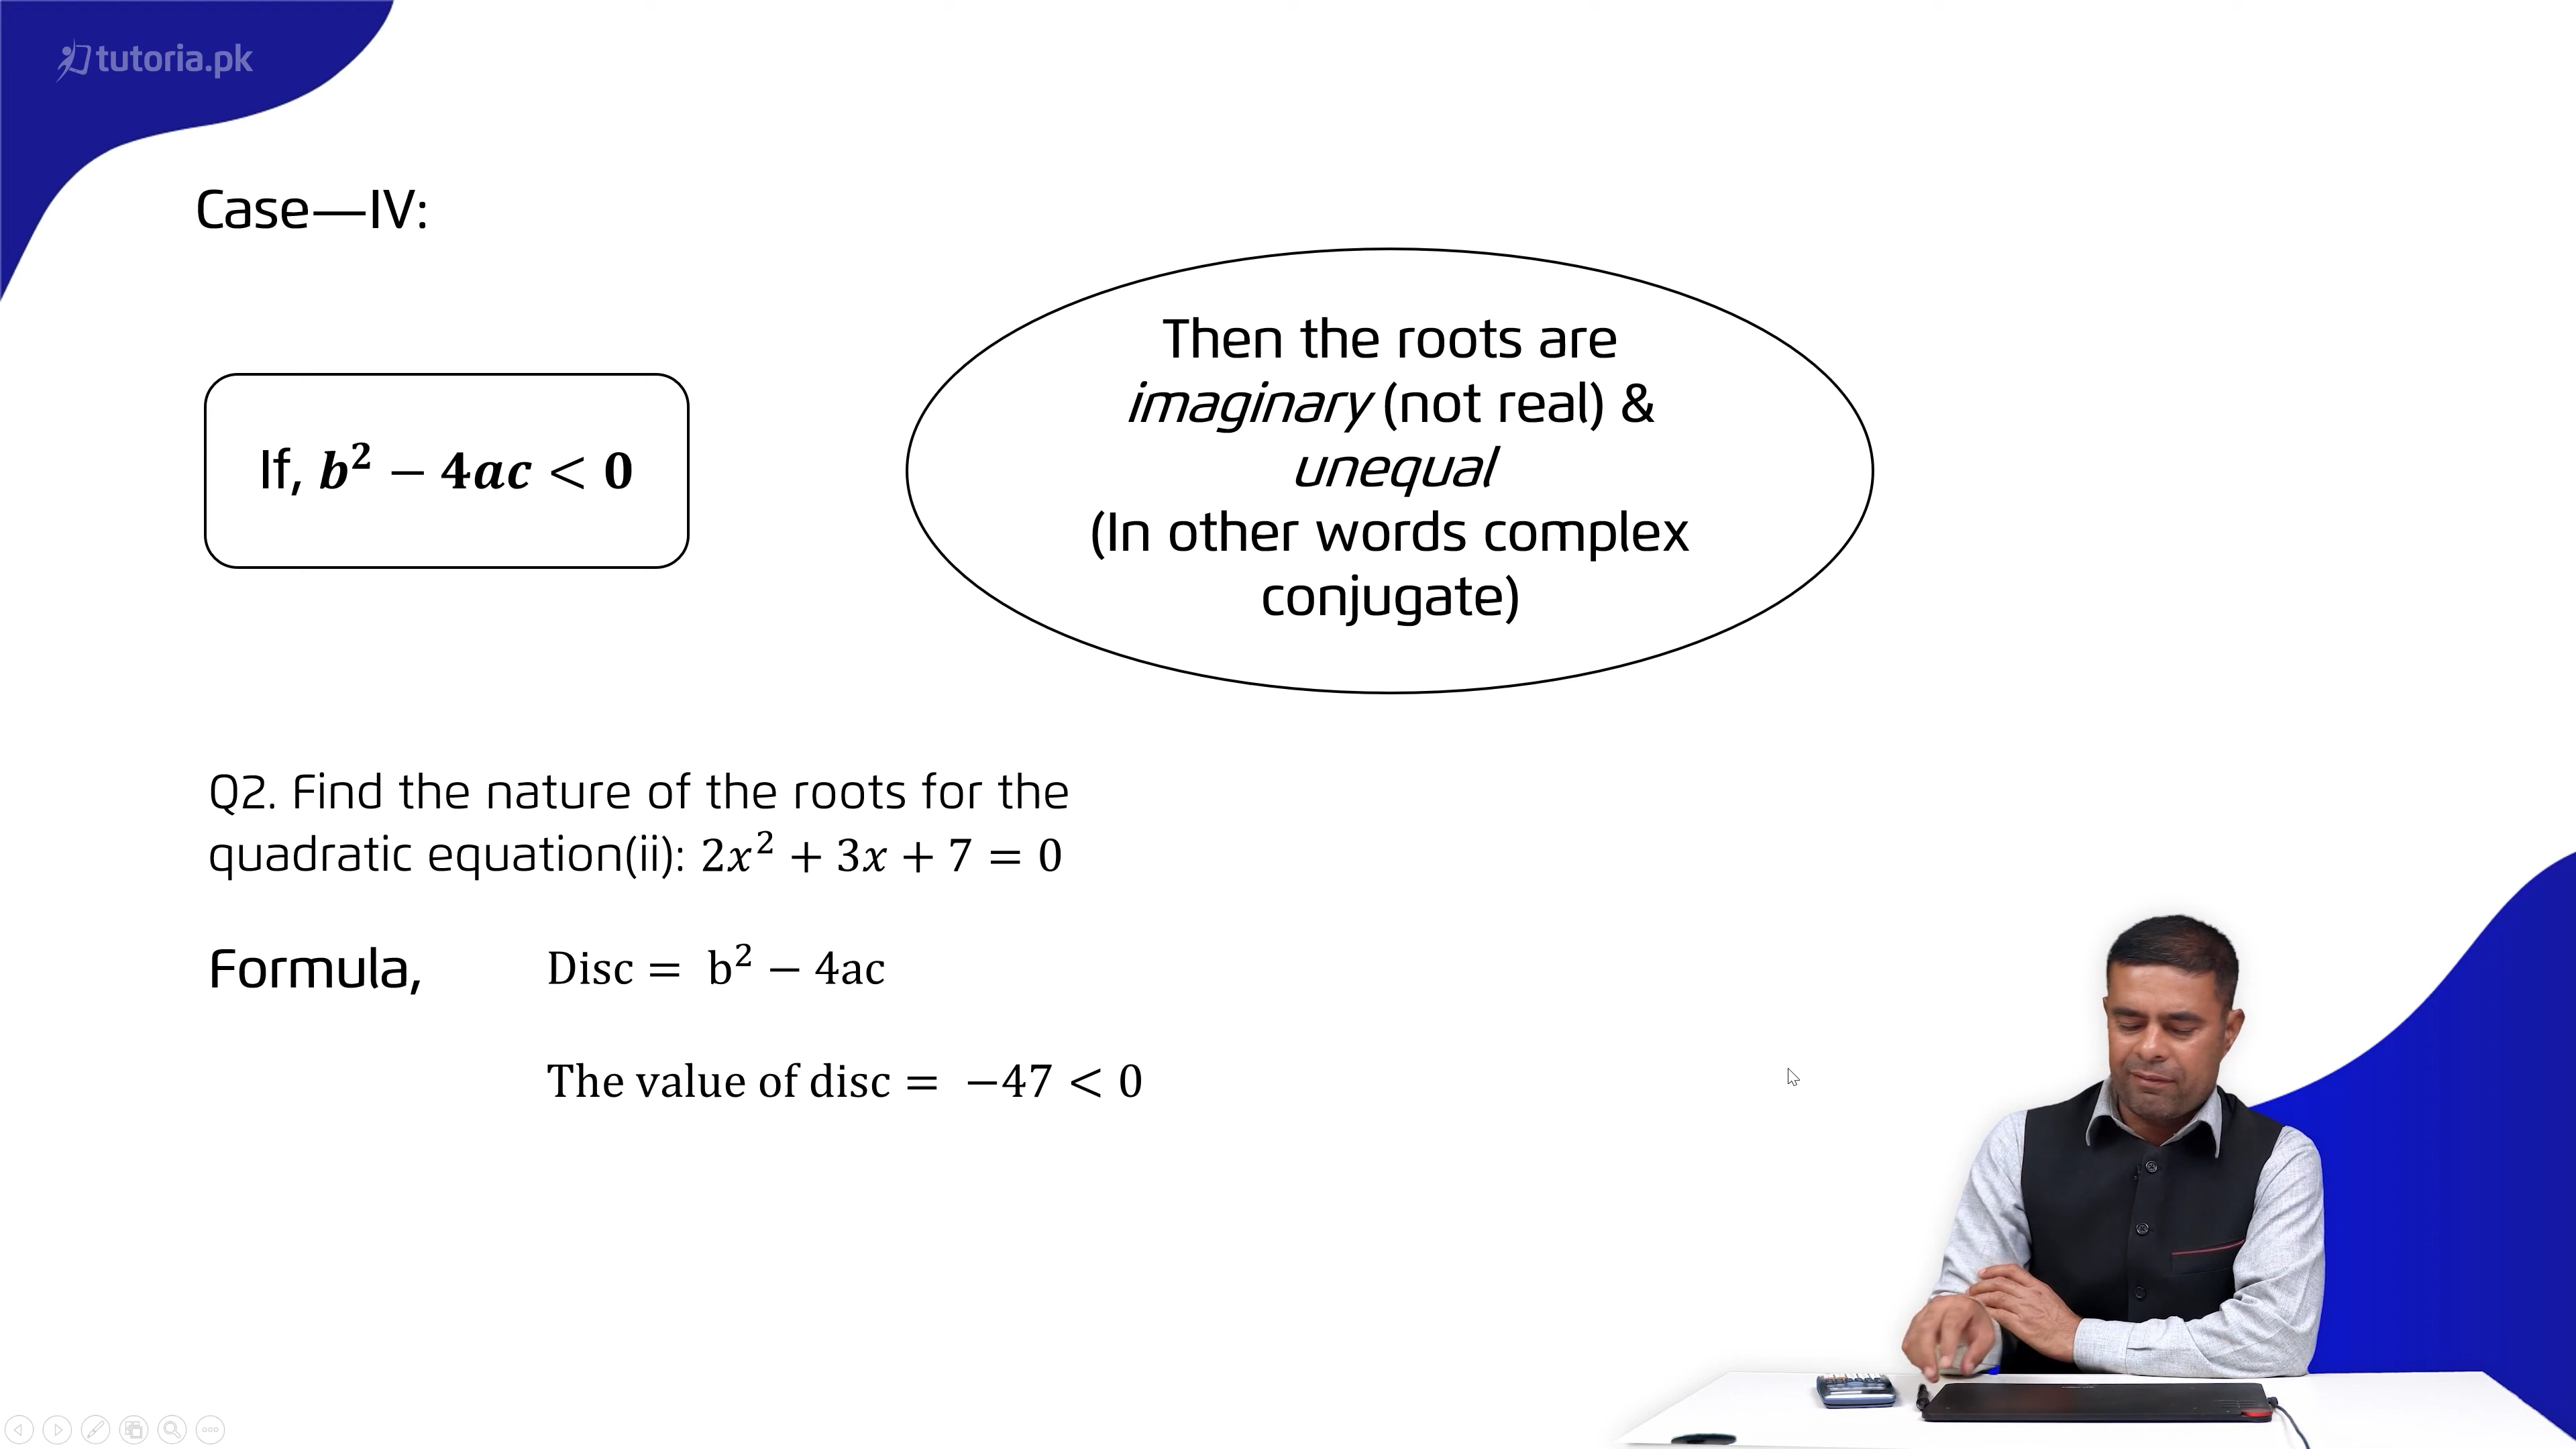 tutoria.pk
Case—IV:
If, b² − 4ac < 0
Then the roots are
imaginary (not real) &
unequal
(In other words complex
conjugate)
Q2. Find the nature of the roots for the
quadratic equation(ii): 2x² + 3x + 7 = 0
Formula, Disc = b² − 4ac
The value of disc = −47 < 0